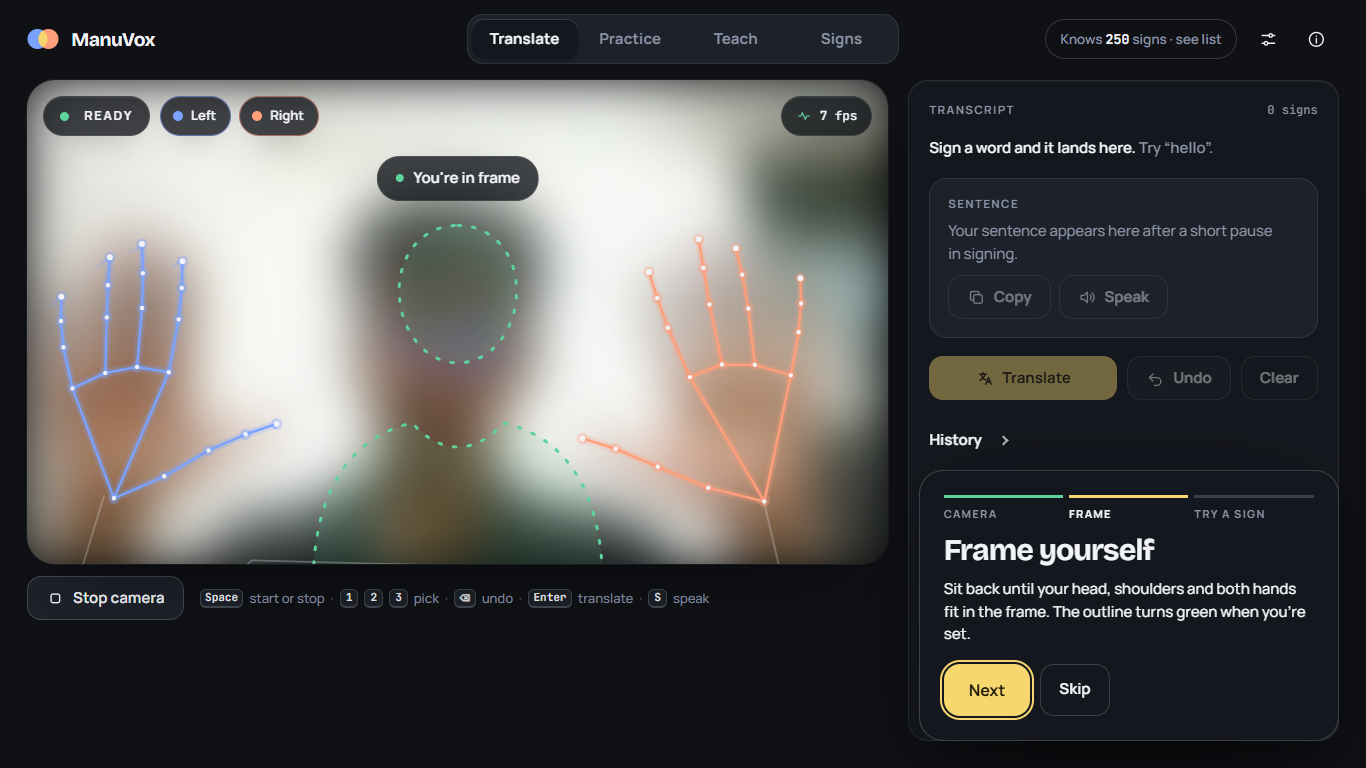 ManuVox
Translate
Practice
Teach
Signs
Knows 250 signs · see list
READY
Left
Right
7 fps
You're in frame
TRANSCRIPT
0 signs
Sign a word and it lands here. Try “hello”.
SENTENCE
Your sentence appears here after a short pause
in signing.
Copy
Speak
Translate
Undo
Clear
History
CAMERA
FRAME
TRY A SIGN
Frame yourself
Sit back until your head, shoulders and both hands
fit in the frame. The outline turns green when you're
set.
Next
Skip
Stop camera
Space start or stop · 1 2 3 pick · ⌫ undo · Enter translate · S speak